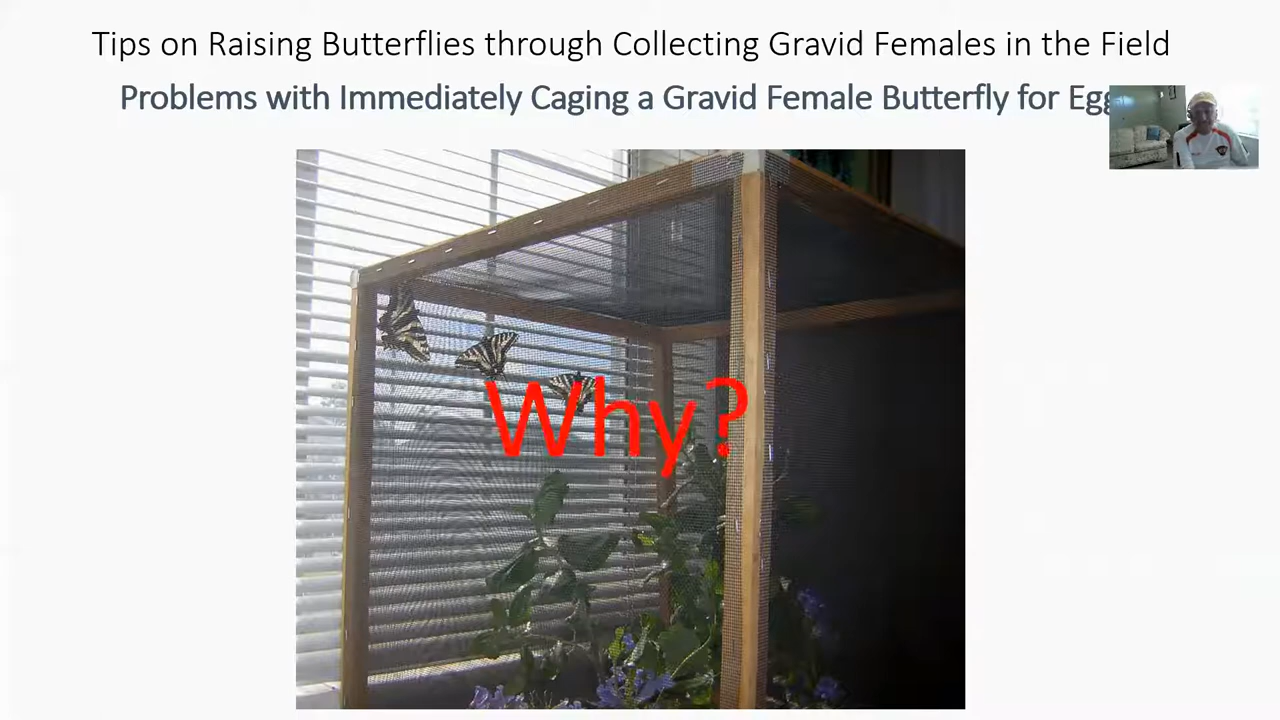 Tips on Raising Butterflies through Collecting Gravid Females in the Field
Problems with Immediately Caging a Gravid Female Butterfly for
Why?